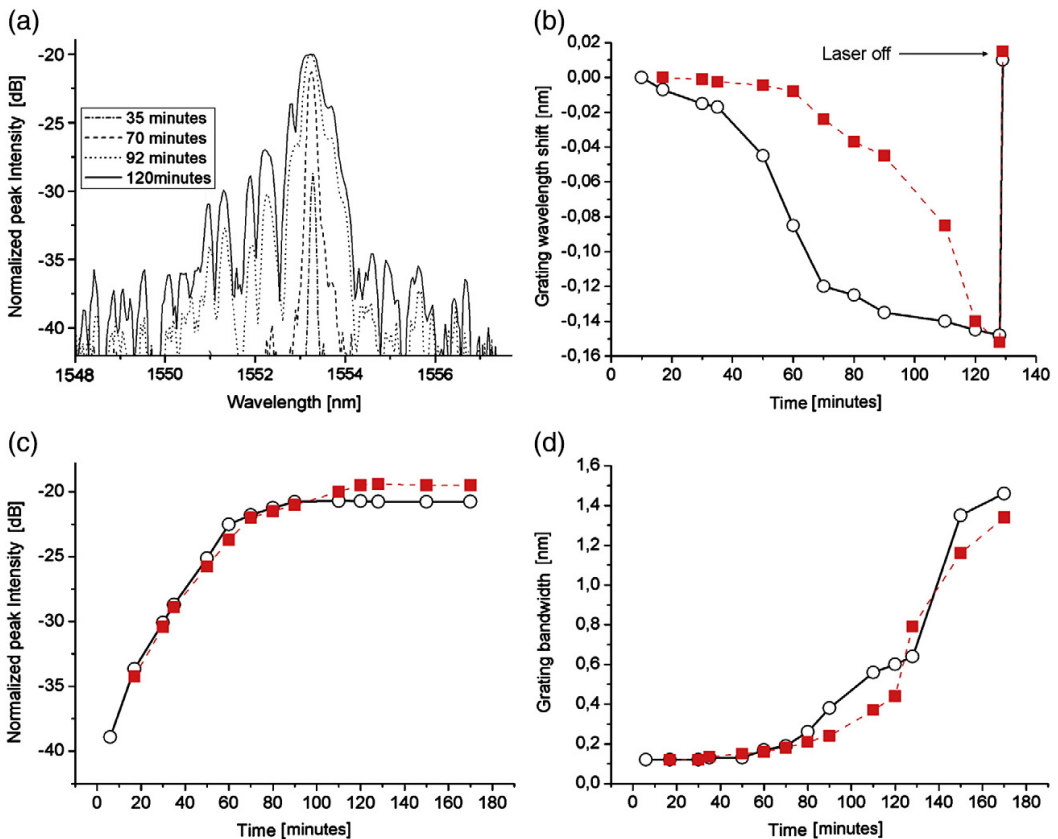 (a)
Normalized peak intensity [dB]
-20
-25
-30
-35
-40
35 minutes
70 minutes
92 minutes
120minutes
1548 1550 1552 1554 1556
Wavelength [nm]
(b)
Grating wavelength shift [nm]
0,02
0,00
-0,02
-0,04
-0,06
-0,08
-0,10
-0,12
-0,14
-0,16
Laser off
0 20 40 60 80 100 120 140
Time [minutes]
(c)
Normalized peak Intensity [dB]
-20
-25
-30
-35
-40
0 20 40 60 80 100 120 140 160 180
Time [minutes]
(d)
Grating bandwidth [nm]
1,6
1,4
1,2
1,0
0,8
0,6
0,4
0,2
0,0
0 20 40 60 80 100 120 140 160 180
Time [minutes]